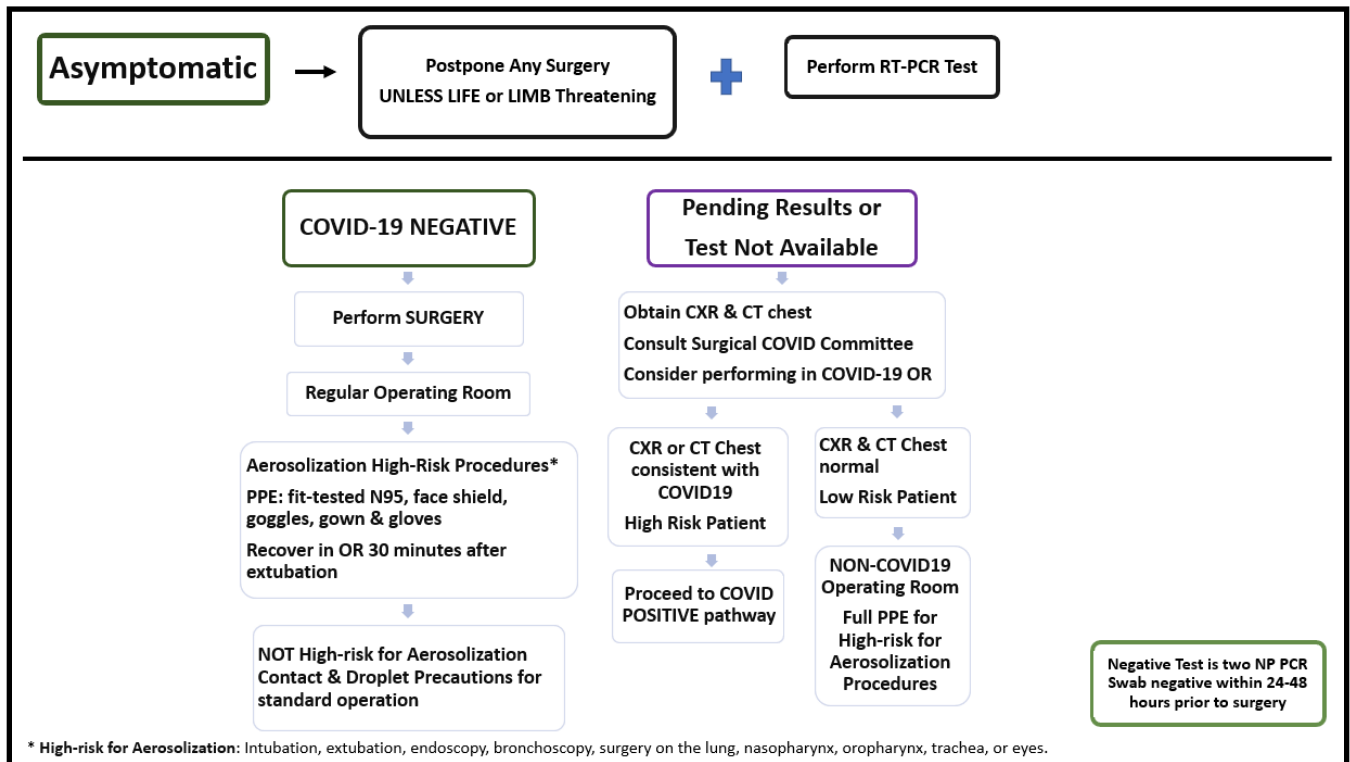 Asymptomatic
Postpone Any Surgery
UNLESS LIFE or LIMB Threatening
Perform RT-PCR Test
COVID-19 NEGATIVE
Perform SURGERY
Regular Operating Room
Aerosolization High-Risk Procedures*
PPE: fit-tested N95, face shield,
goggles, gown & gloves
Recover in OR 30 minutes after
extubation
NOT High-risk for Aerosolization
Contact & Droplet Precautions for
standard operation
Pending Results or
Test Not Available
Obtain CXR & CT chest
Consult Surgical COVID Committee
Consider performing in COVID-19 OR
CXR or CT Chest
consistent with
COVID19
High Risk Patient
Proceed to COVID
POSITIVE pathway
CXR & CT Chest
normal
Low Risk Patient
NON-COVID19
Operating Room
Full PPE for
High-risk for
Aerosolization
Procedures
Negative Test is two NP PCR
Swab negative within 24-48
hours prior to surgery
* High-risk for Aerosolization: Intubation, extubation, endoscopy, bronchoscopy, surgery on the lung, nasopharynx, oropharynx, trachea, or eyes.